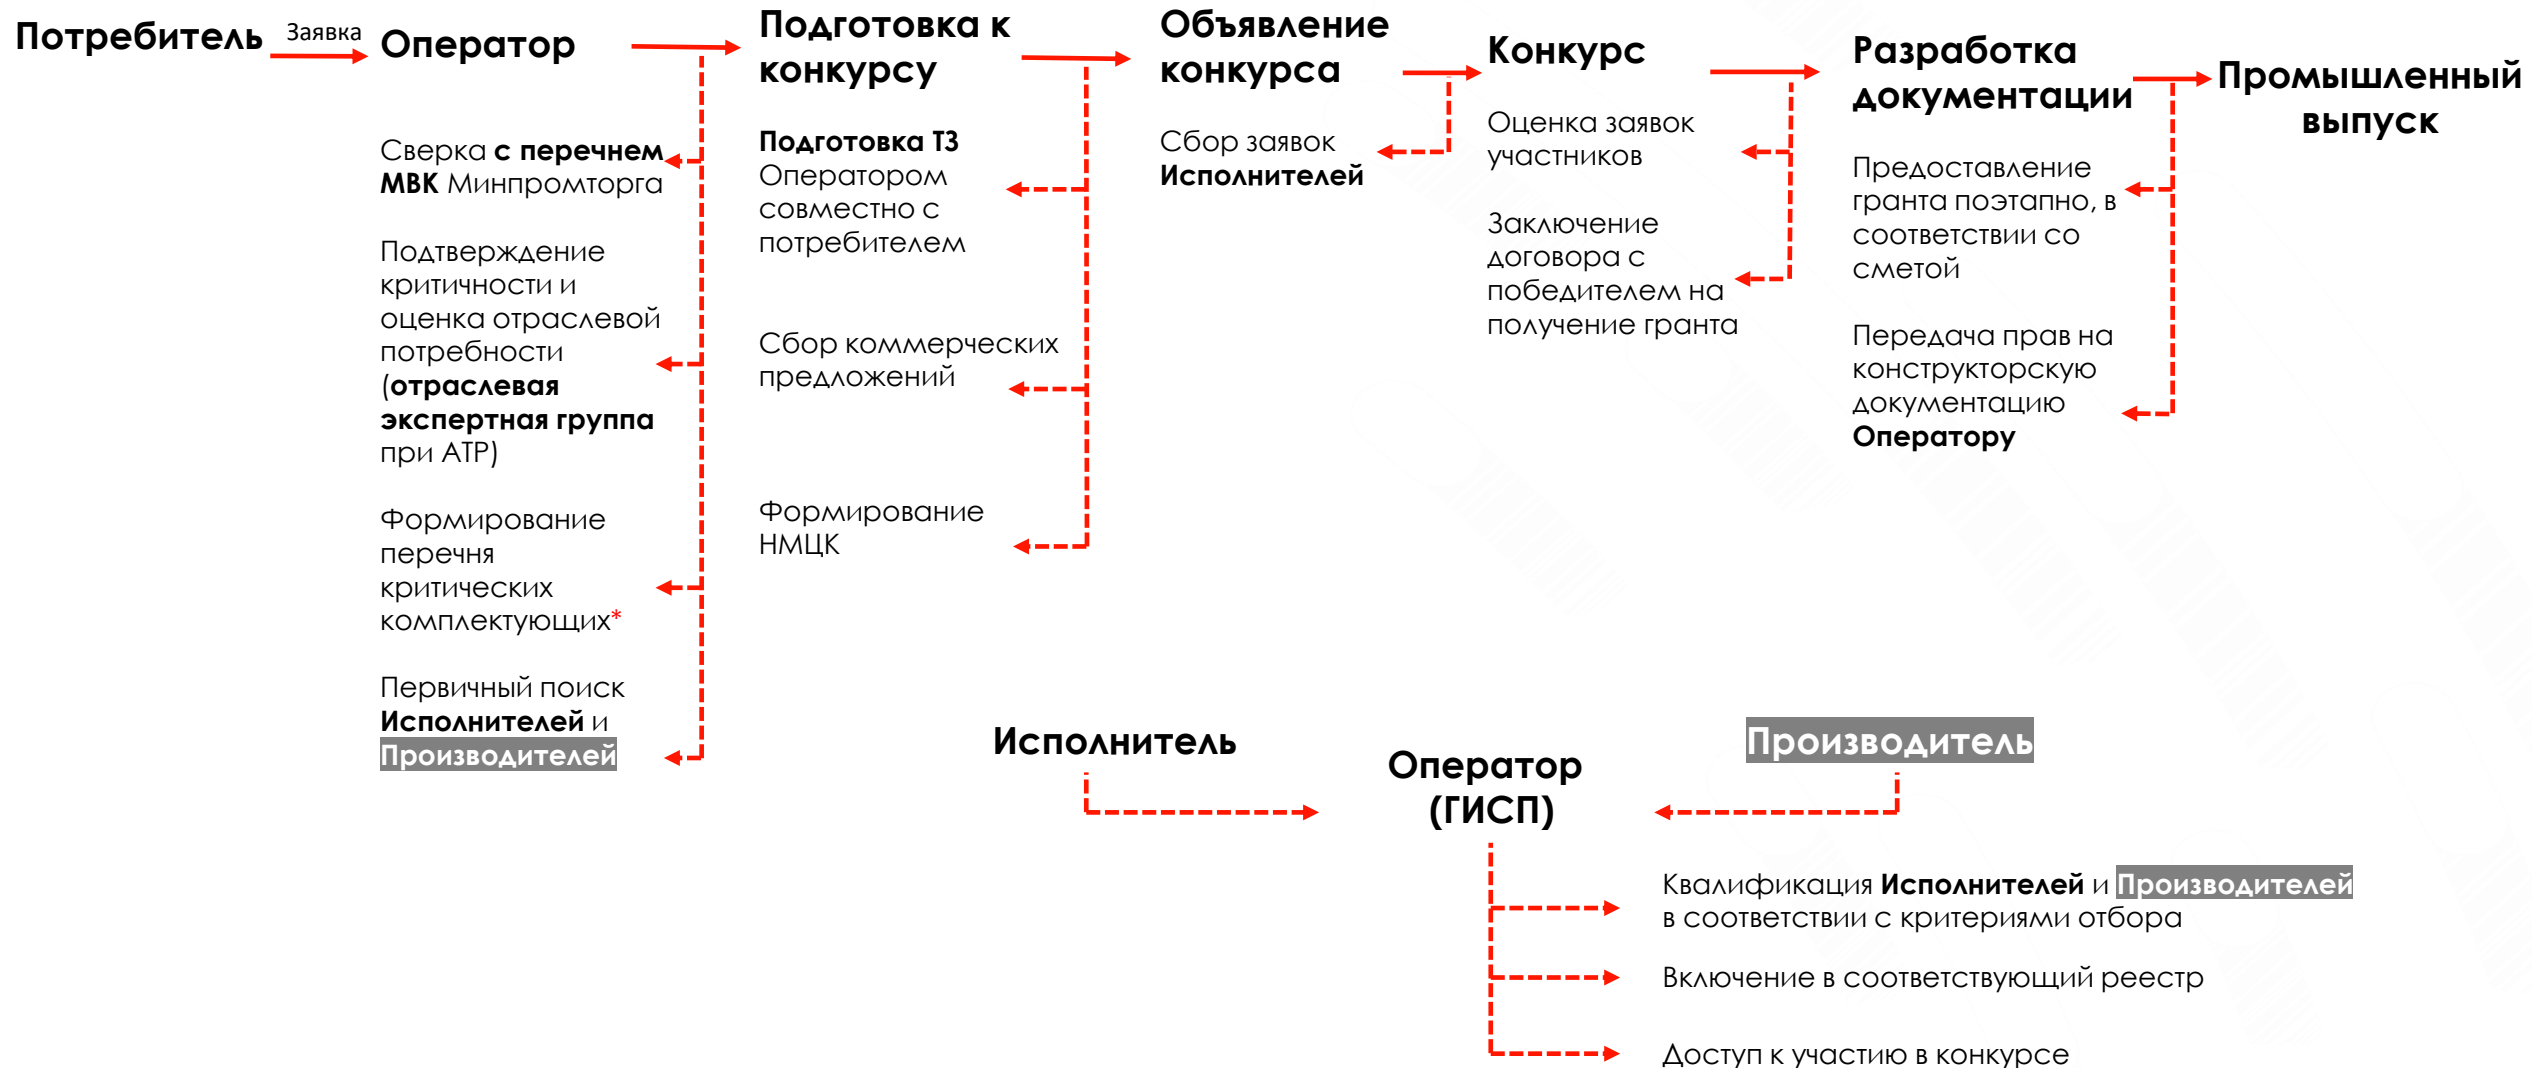 Потребитель
Заявка
Оператор
Сверка с перечнем
МВК Минпромторга
Подтверждение
критичности и
оценка отраслевой
потребности
(отраслевая
экспертная группа
при АТР)
Формирование
перечня
критических
комплектующих*
Первичный поиск
Исполнителей и
Производителей
Подготовка к
конкурсу
Подготовка ТЗ
Оператором
совместно с
потребителем
Сбор коммерческих
предложений
Формирование
НМЦК
Объявление
конкурса
Сбор заявок
Исполнителей
Конкурс
Оценка заявок
участников
Заключение
договора с
победителем на
получение гранта
Разработка
документации
Предоставление
гранта поэтапно, в
соответствии со
сметой
Передача прав на
конструкторскую
документацию
Оператору
Промышленный
выпуск
Исполнитель
Оператор
(ГИСП)
Производитель
Квалификация Исполнителей и Производителей
в соответствии с критериями отбора
Включение в соответствующий реестр
Доступ к участию в конкурсе